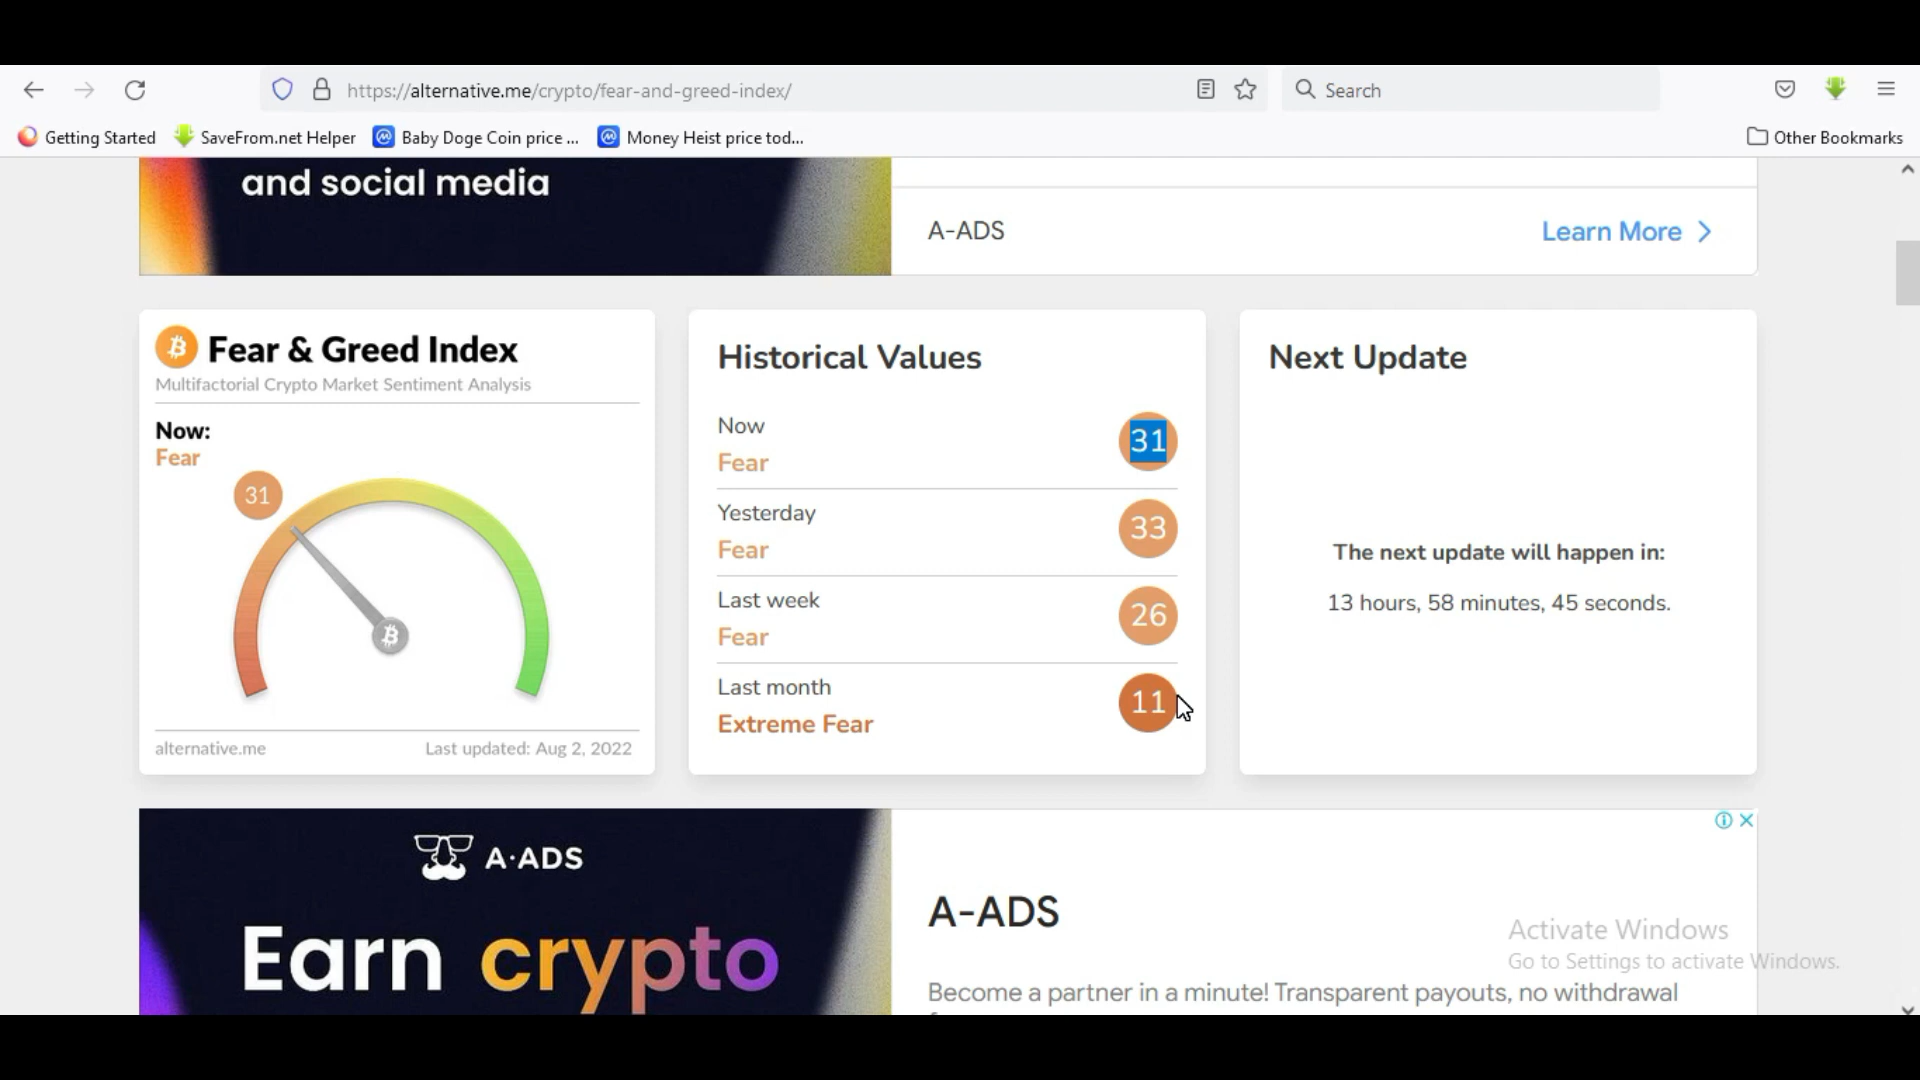 https://alternative.me/crypto/fear-and-greed-index/
Search
Getting Started
SaveFrom.net Helper
Baby Doge Coin price ...
Money Heist price tod...
Other Bookmarks
and social media
A-ADS
Learn More
Fear & Greed Index
Multifactorial Crypto Market Sentiment Analysis
Now:
Fear
31
alternative.me
Last updated: Aug 2, 2022
Historical Values
Now
Fear
31
Yesterday
Fear
33
Last week
Fear
26
Last month
Extreme Fear
11
Next Update
The next update will happen in:
13 hours, 58 minutes, 45 seconds.
A·ADS
Earn crypto
A-ADS
Become a partner in a minute! Transparent payouts, no withdrawal
Activate Windows
Go to Settings to activate Windows.